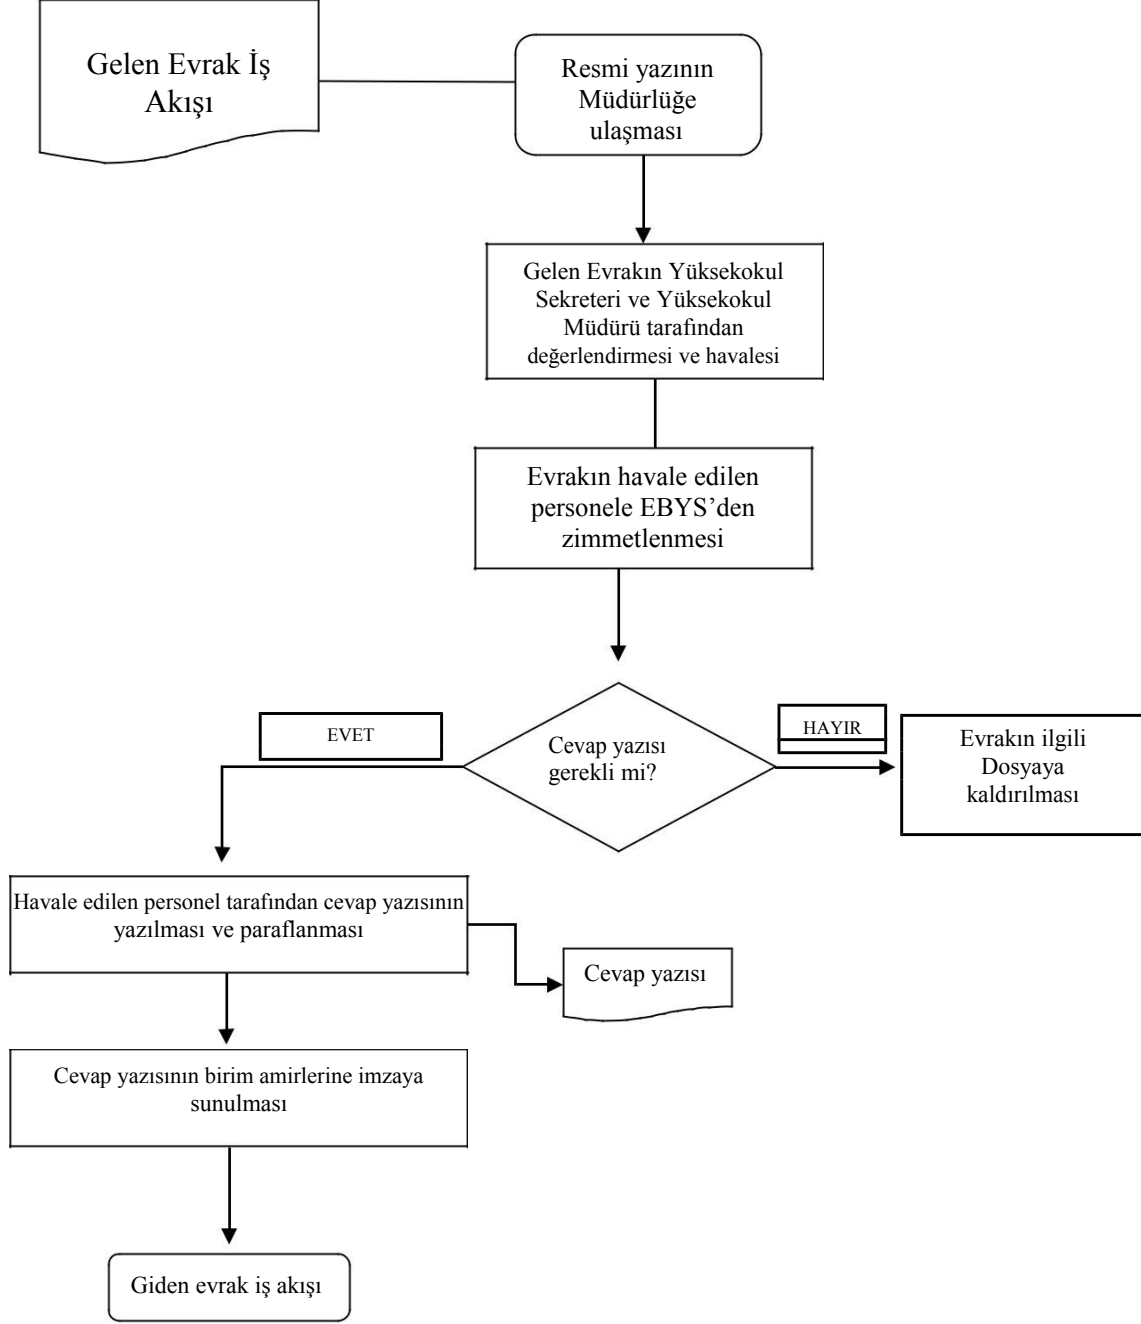 Gelen Evrak İş
Akışı
Resmi yazının
Müdürlüğe
ulaşması
Gelen Evrakın Yüksekokul
Sekreteri ve Yüksekokul
Müdürü tarafından
değerlendirmesi ve havalesi
Evrakın havale edilen
personele EBYS’den
zimmetlenmesi
EVET
Cevap yazısı
gerekli mi?
HAYIR
Evrakın ilgili
Dosyaya
kaldırılması
Havale edilen personel tarafından cevap yazısının
yazılması ve paraflanması
Cevap yazısı
Cevap yazısının birim amirlerine imzaya
sunulması
Giden evrak iş akışı